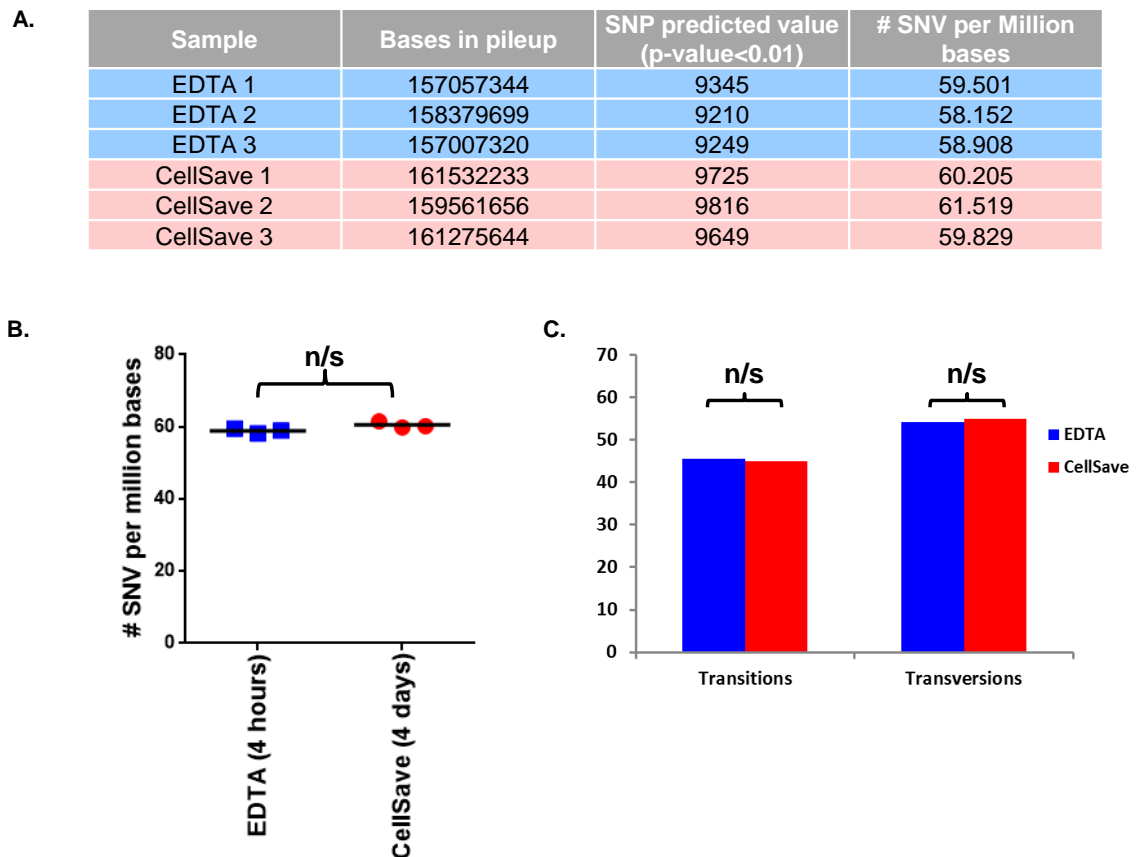 A.
Sample Bases in pileup SNP predicted value (p-value<0.01) # SNV per Million bases
EDTA 1 157057344 9345 59.501
EDTA 2 158379699 9210 58.152
EDTA 3 157007320 9249 58.908
CellSave 1 161532233 9725 60.205
CellSave 2 159561656 9816 61.519
CellSave 3 161275644 9649 59.829
B.
# SNV per million bases
80
60
40
20
0
n/s
EDTA (4 hours)
CellSave (4 days)
C.
70
60
50
40
30
20
10
0
n/s
n/s
EDTA
CellSave
Transitions
Transversions